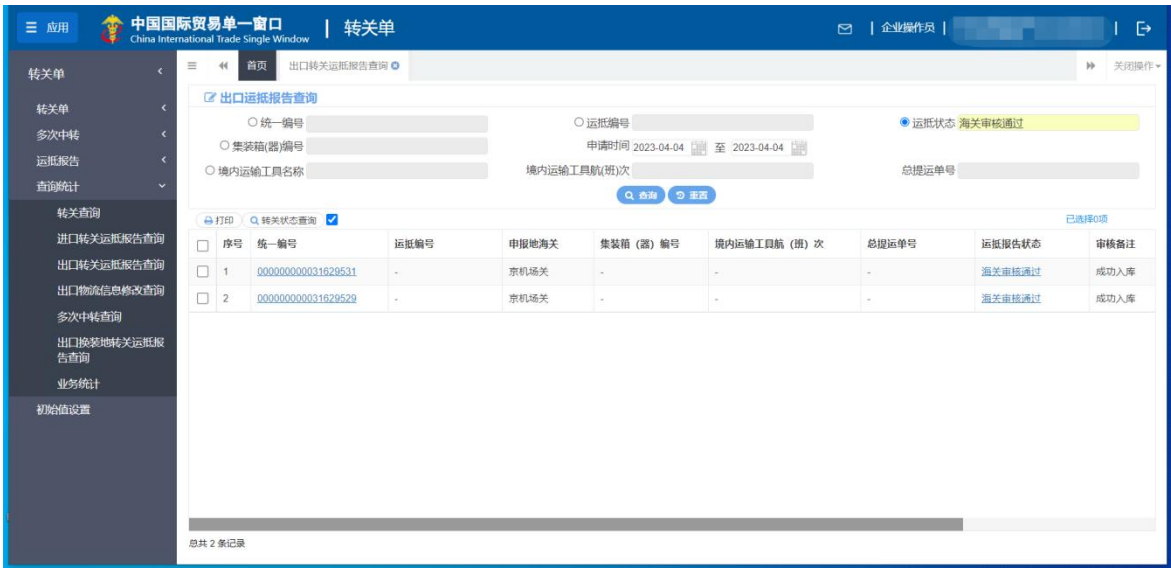 应用
中国国际贸易单一窗口
China International Trade Single Window
转关单
企业操作员
转关单
转关单
多次中转
运抵报告
查询统计
转关查询
进口转关运抵报告查询
出口转关运抵报告查询
出口物流信息修改查询
多次中转查询
出口换装地转关运抵报
告查询
业务统计
初始值设置
首页 出口转关运抵报告查询 关闭操作
出口运抵报告查询
统一编号 运抵编号 运抵状态 海关审核通过
集装箱(器)编号 申请时间 2023-04-04 至 2023-04-04
境内运输工具名称 境内运输工具航(班)次 总提运单号
查询 重置
打印 转关状态查询 已选择0项
序号 统一编号 运抵编号 申报地海关 集装箱（器）编号 境内运输工具航（班）次 总提运单号 运抵报告状态 审核备注
1 000000000031629531 - 京机场关 - - - 海关审核通过 成功入库
2 000000000031629529 - 京机场关 - - - 海关审核通过 成功入库
总共 2 条记录